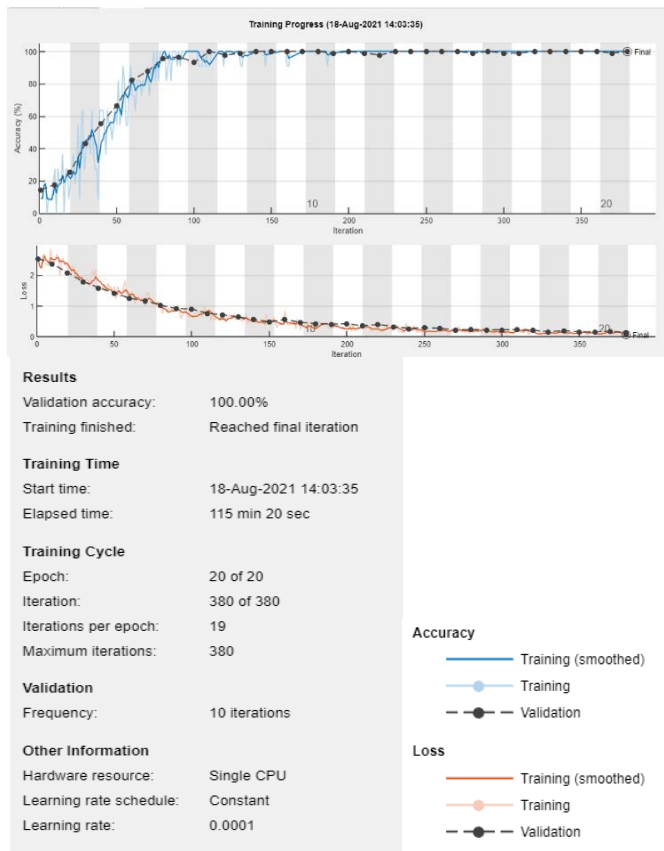 Training Progress (18-Aug-2021 14:03:35)
Accuracy (%)
100
80
60
40
20
0
Final
10
20
0 50 100 150 200 250 300 350
Iteration
Loss
2
1
0
10
20
Final
0 50 100 150 200 250 300 350
Iteration
Results
Validation accuracy: 100.00%
Training finished: Reached final iteration
Training Time
Start time: 18-Aug-2021 14:03:35
Elapsed time: 115 min 20 sec
Training Cycle
Epoch: 20 of 20
Iteration: 380 of 380
Iterations per epoch: 19
Maximum iterations: 380
Validation
Frequency: 10 iterations
Other Information
Hardware resource: Single CPU
Learning rate schedule: Constant
Learning rate: 0.0001
Accuracy
Training (smoothed)
Training
Validation
Loss
Training (smoothed)
Training
Validation